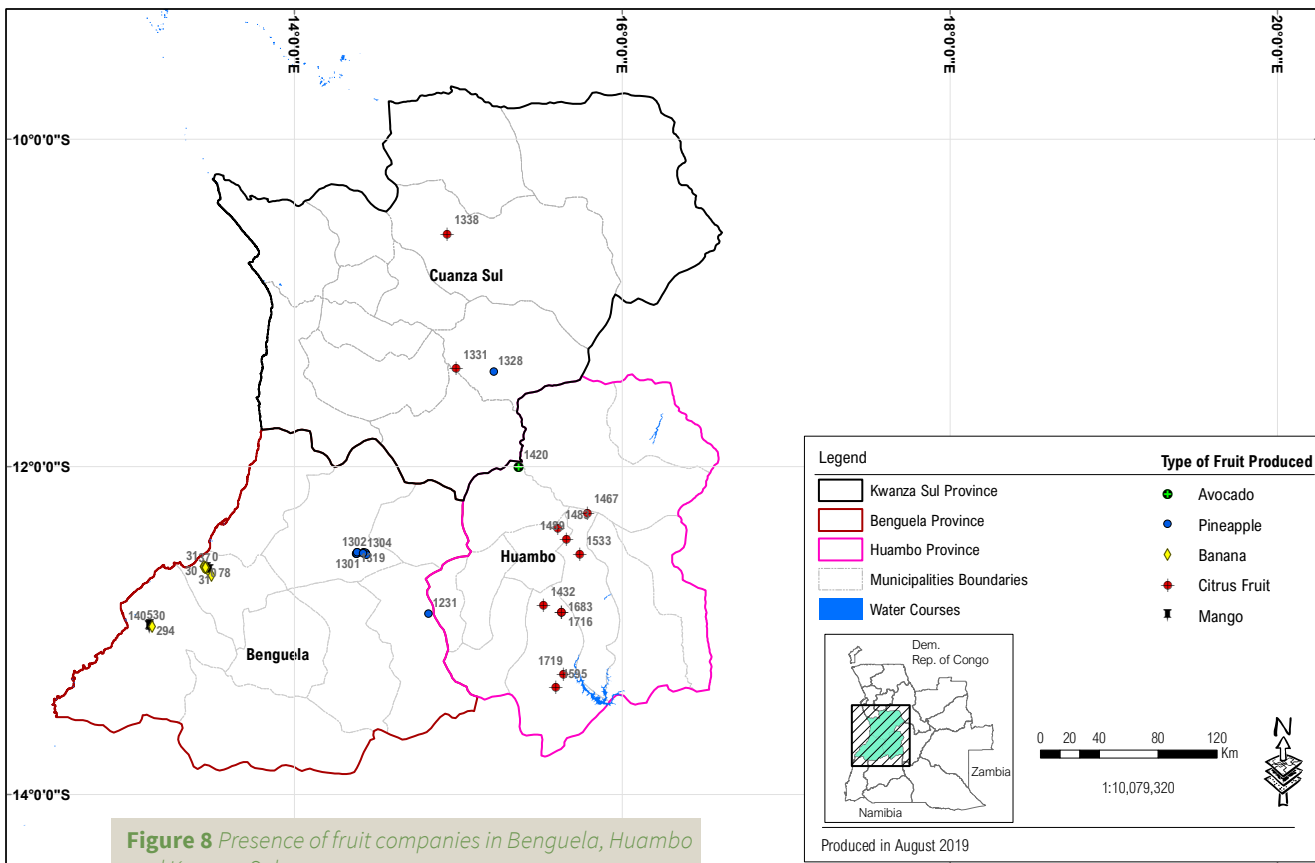 14°0'0"E
16°0'0"E
18°0'0"E
20°0'0"E
10°0'0"S
1338
Cuanza Sul
1331
1328
12°0'0"S
1420
1467
1533
Huambo
1302
1304
1301
1319
30
31
78
1231
1432
1683
1716
294
Benguela
1719
1595
14°0'0"S
Legend
Kwanza Sul Province
Benguela Province
Huambo Province
Municipalities Boundaries
Water Courses
Type of Fruit Produced
Avocado
Pineapple
Banana
Citrus Fruit
Mango
Dem.
Rep. of Congo
Zambia
Namibia
0 20 40 80 120
Km
1:10,079,320
N
Produced in August 2019
Figure 8 Presence of fruit companies in Benguela, Huambo